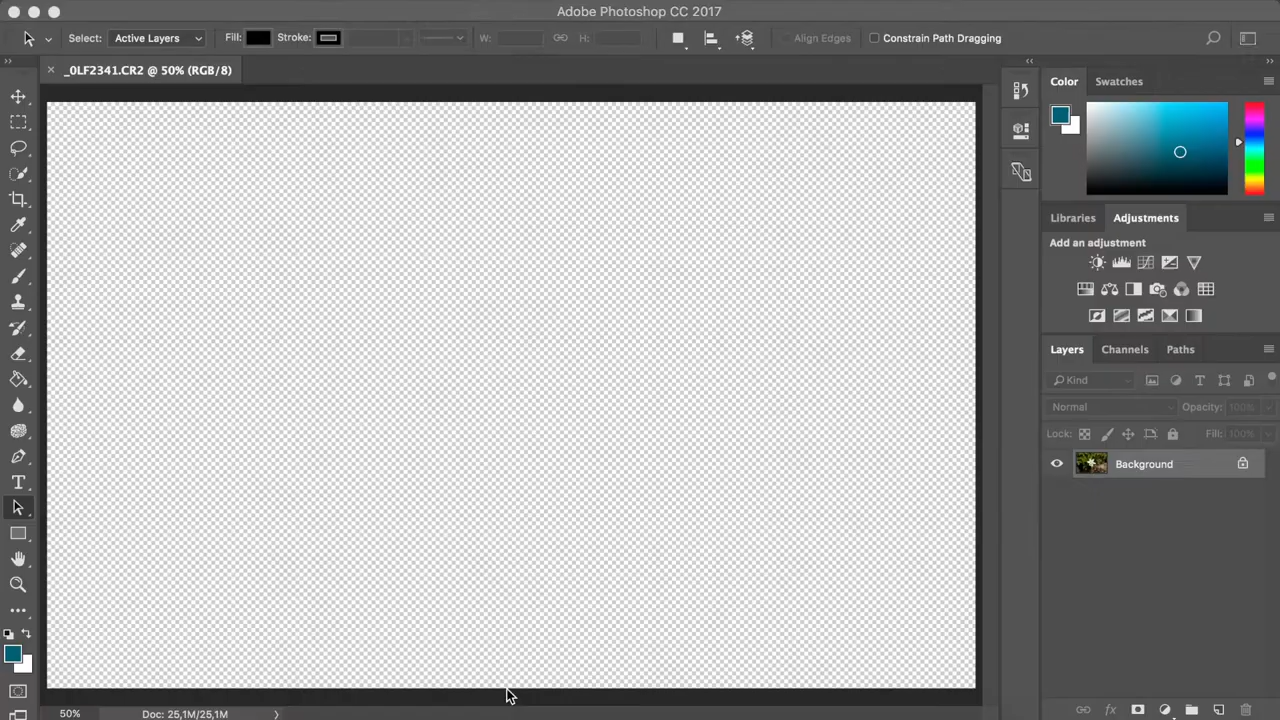 Adobe Photoshop CC 2017
Select: Active Layers Fill: Stroke: W: H: Align Edges Constrain Path Dragging
_0LF2341.CR2 @ 50% (RGB/8)
Color Swatches
Libraries Adjustments
Add an adjustment
Layers Channels Paths
Kind
Normal Opacity: 100%
Lock: Fill: 100%
Background
50% Doc: 25,1M/25,1M